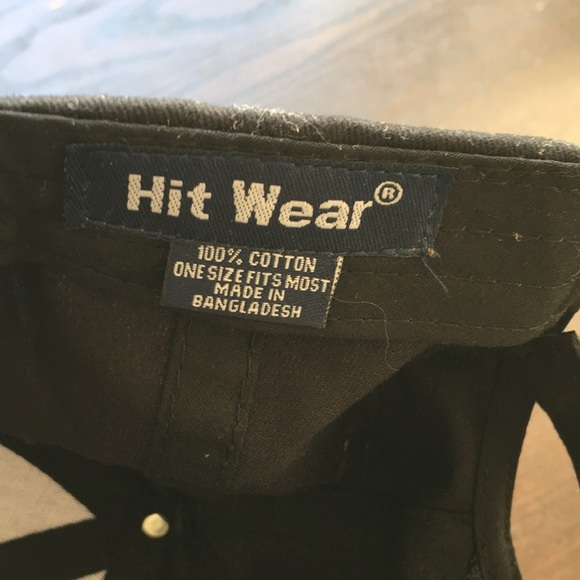 Hit Wear®
100% COTTON
ONE SIZE FITS MOST
MADE IN
BANGLADESH